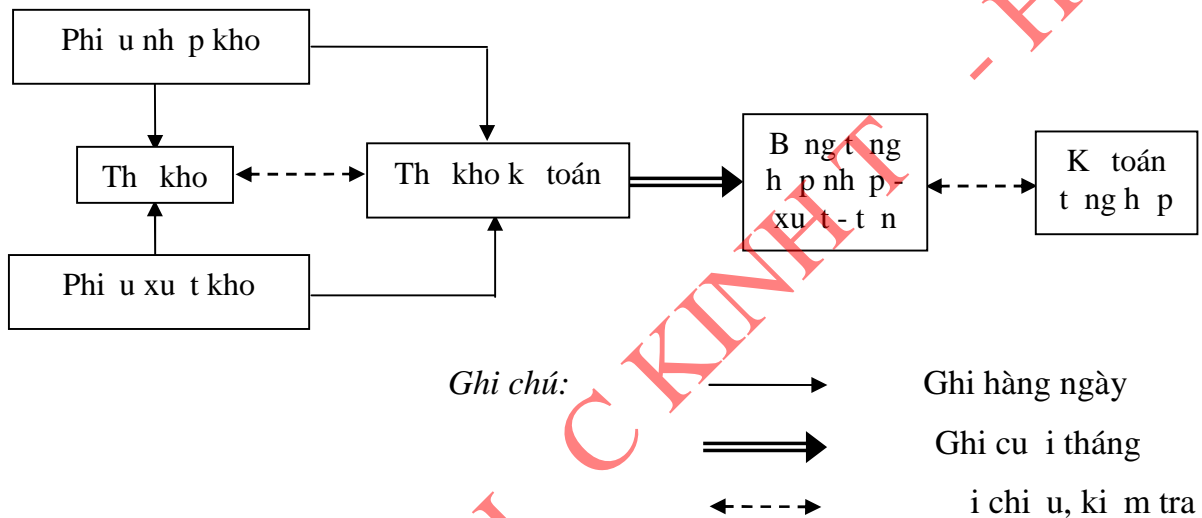 Phi u nh p kho
Th kho
Th kho k toán
B ng t ng
h p nh p -
xu t - t n
K toán
t ng h p
Phi u xu t kho
Ghi chú:
Ghi hàng ngày
Ghi cu i tháng
i chi u, ki m tra
C KINH T - H